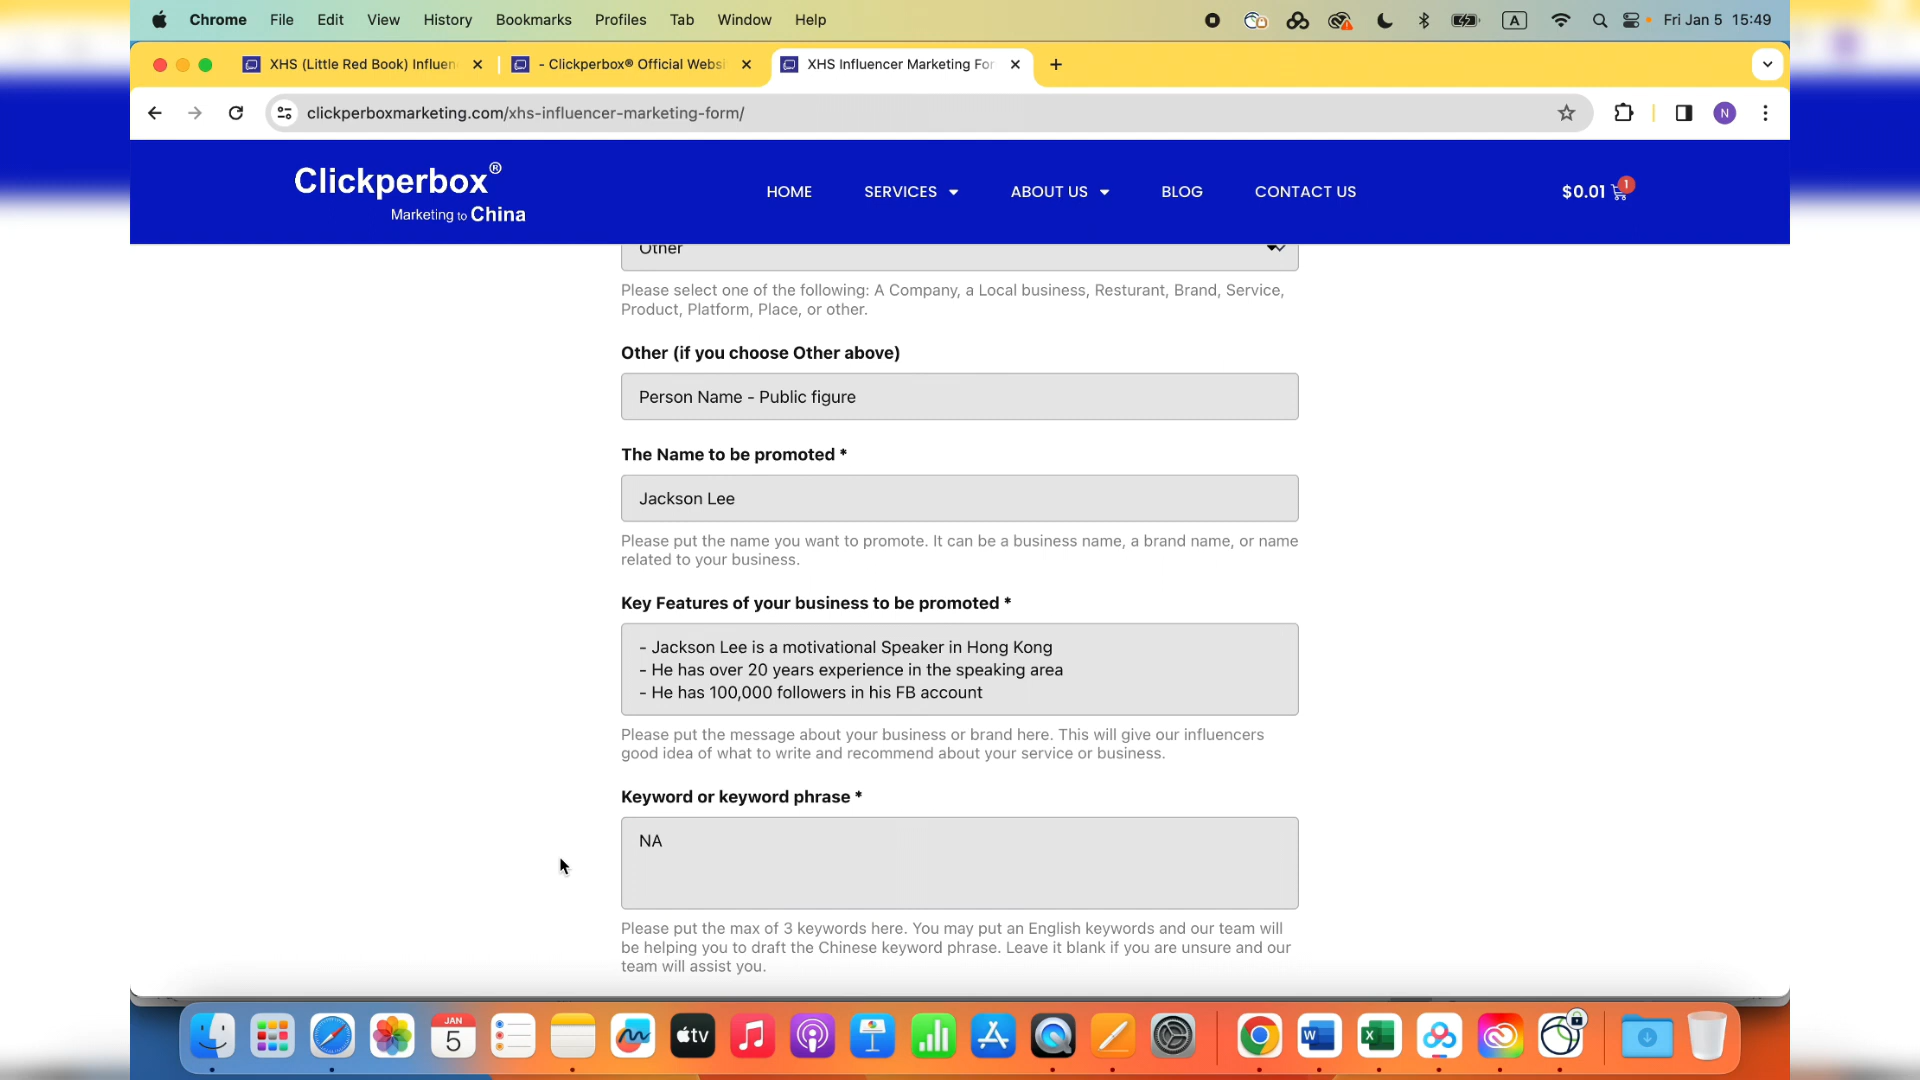 Chrome File Edit View History Bookmarks Profiles Tab Window Help A Fri Jan 5 15:49
XHS (Little Red Book) Influen - Clickperbox® Official Websi XHS Influencer Marketing For
clickperboxmarketing.com/xhs-influencer-marketing-form/ N
Clickperbox®
Marketing to China
HOME SERVICES ABOUT US BLOG CONTACT US $0.01 1
Other
Please select one of the following: A Company, a Local business, Resturant, Brand, Service,
Product, Platform, Place, or other.
Other (if you choose Other above)
Person Name - Public figure
The Name to be promoted *
Jackson Lee
Please put the name you want to promote. It can be a business name, a brand name, or name
related to your business.
Key Features of your business to be promoted *
- Jackson Lee is a motivational Speaker in Hong Kong
- He has over 20 years experience in the speaking area
- He has 100,000 followers in his FB account
Please put the message about your business or brand here. This will give our influencers
good idea of what to write and recommend about your service or business.
Keyword or keyword phrase *
NA
Please put the max of 3 keywords here. You may put an English keywords and our team will
be helping you to draft the Chinese keyword phrase. Leave it blank if you are unsure and our
team will assist you.
JAN
5
tv
W
X